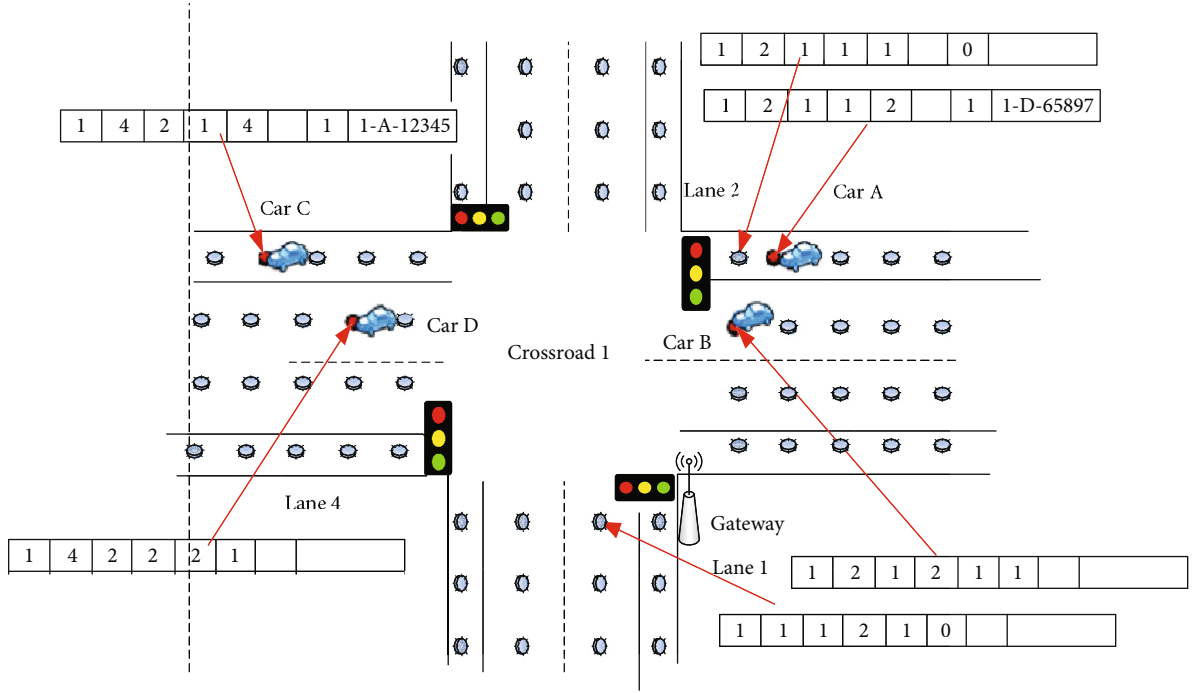 1 2 1 1 1 0
1 2 1 1 2 1 1-D-65897
1 4 2 1 4 1 1-A-12345
Lane 2
Car A
Car C
Car D
Car B
Crossroad 1
Lane 4
Gateway
1 4 2 2 2 1
Lane 1
1 2 1 2 1 1
1 1 1 2 1 0